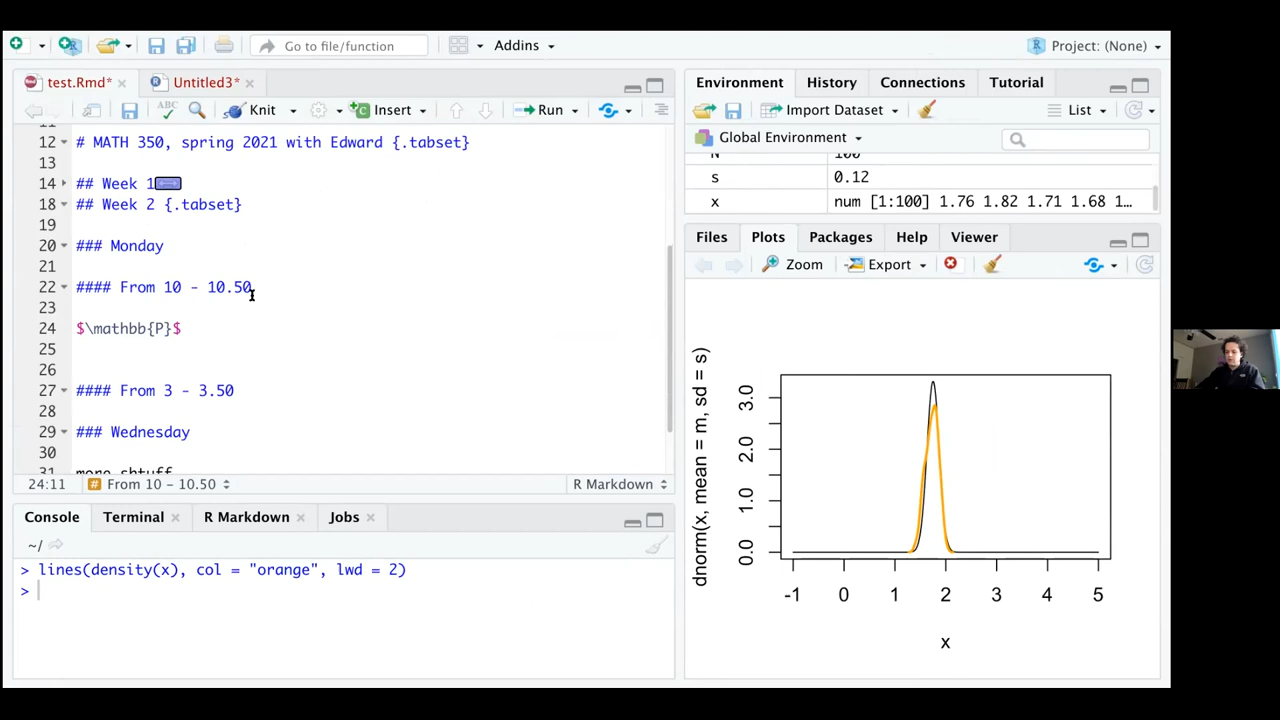 Go to file/function
Addins
Project: (None)
test.Rmd*
Untitled3*
ABC
Knit
Insert
Run
12 # MATH 350, spring 2021 with Edward {.tabset}
13
14 ## Week 1
18 ## Week 2 {.tabset}
19
20 ### Monday
21
22 #### From 10 - 10.50
23
24 $\mathbb{P}$
25
26
27 #### From 3 - 3.50
28
29 ### Wednesday
30
31 more shtuff
24:11 # From 10 - 10.50
R Markdown
Console
Terminal
R Markdown
Jobs
~/
> lines(density(x), col = "orange", lwd = 2)
>
Environment
History
Connections
Tutorial
Import Dataset
List
Global Environment
N 100
s 0.12
x num [1:100] 1.76 1.82 1.71 1.68 1…
Files
Plots
Packages
Help
Viewer
Zoom
Export
dnorm(x, mean = m, sd = s)
3.0
2.0
1.0
0.0
-1 0 1 2 3 4 5
x